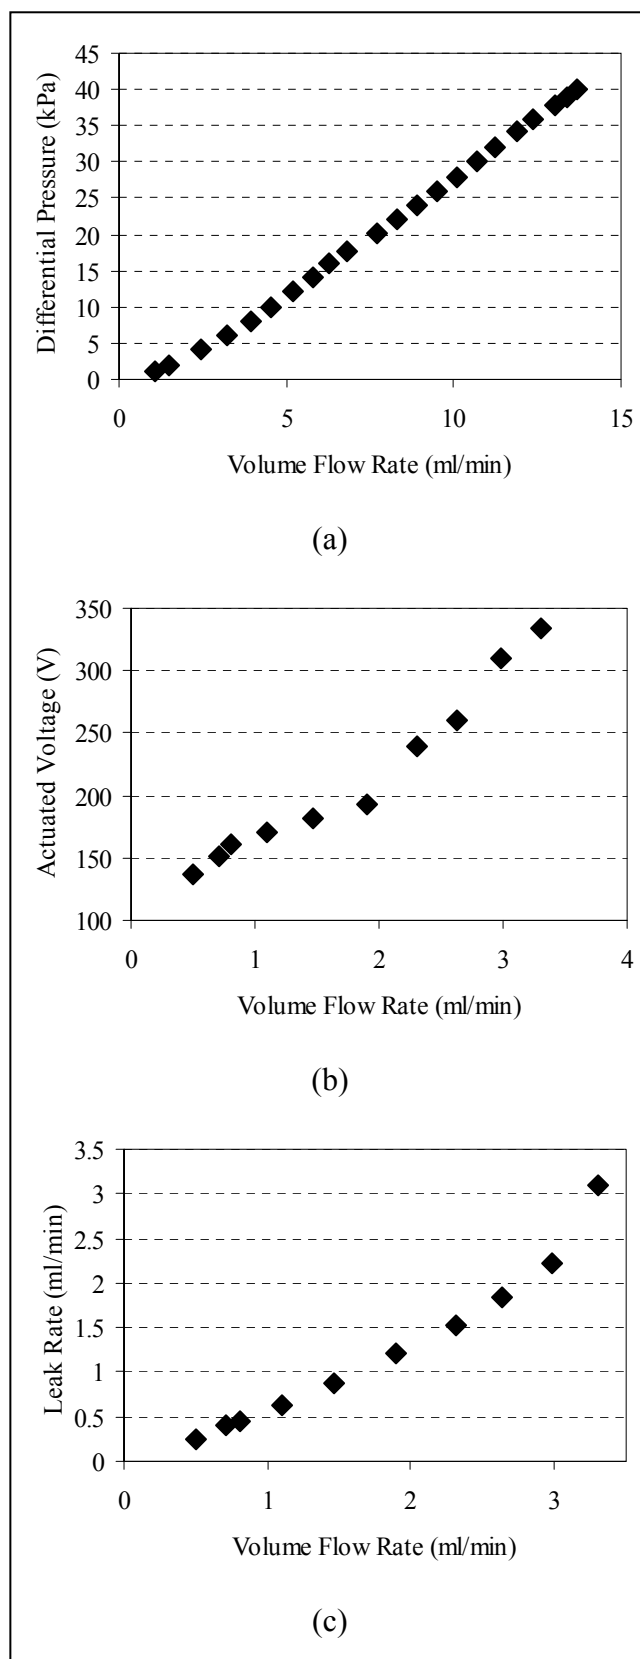 45
40
35
30
25
20
15
10
5
0
Differential Pressure (kPa)
0 5 10 15
Volume Flow Rate (ml/min)
(a)
350
300
250
200
150
100
Actuated Voltage (V)
0 1 2 3 4
Volume Flow Rate (ml/min)
(b)
3.5
3
2.5
2
1.5
1
0.5
0
Leak Rate (ml/min)
0 1 2 3
Volume Flow Rate (ml/min)
(c)